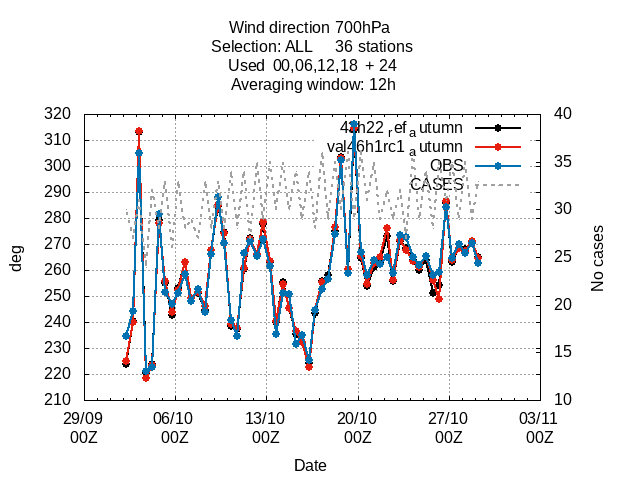 Wind direction 700hPa
Selection: ALL 36 stations
Used 00,06,12,18 + 24
Averaging window: 12h
320 40
310
300 35
290
280 30
270
260 25
250
240 20
230
220 15
210 10
deg
No cases
val46h1rc1 a utumn
OBS
CASES
29/09 06/10 13/10 20/10 27/10 03/11
00Z 00Z 00Z 00Z 00Z 00Z
Date